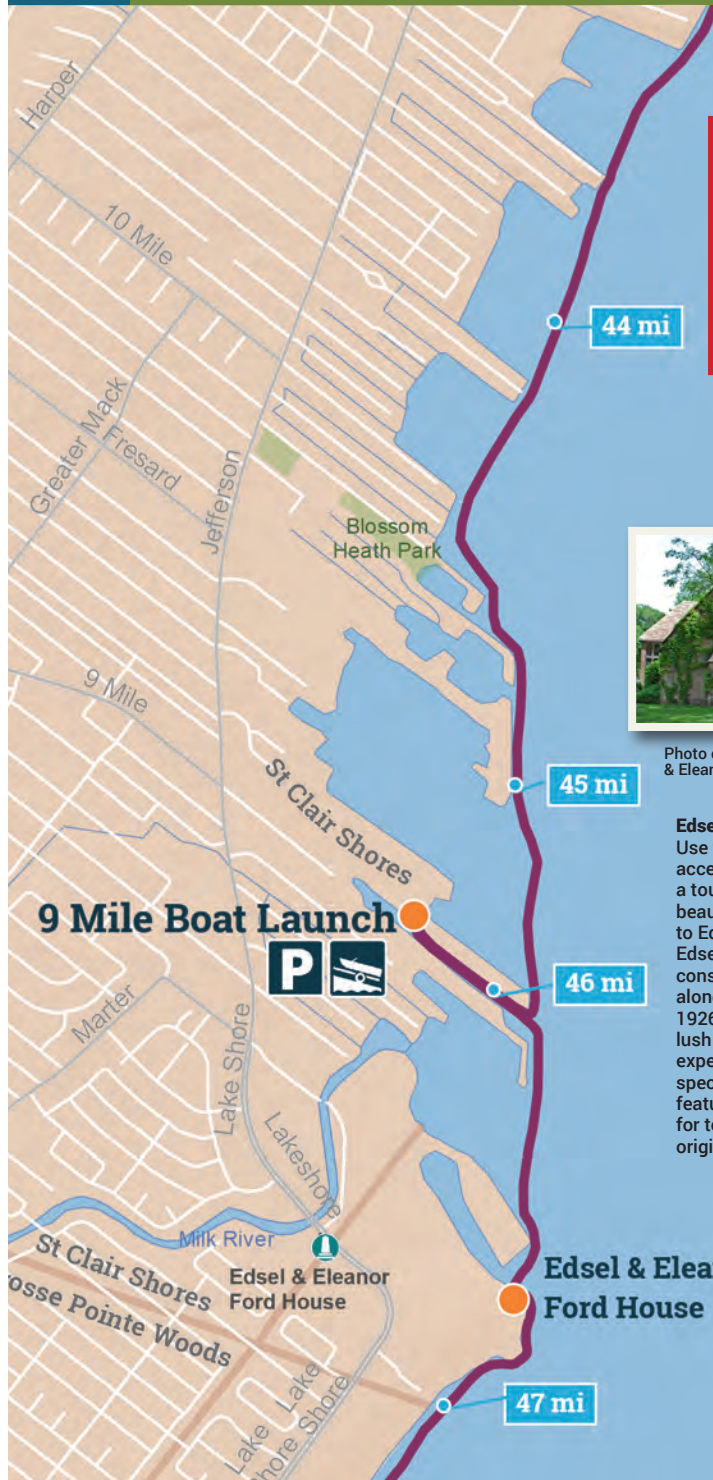 Harper
10 Mile
44 mi
Greater Mack
Fresard
Jefferson
Blossom
Heath Park
9 Mile
Photo
& Elean
45 mi
St Clair Shores
Edse
Use
acce
a tou
beau
to Ed
Edse
cons
alon
1926
lush
expe
spec
featu
for to
origi
9 Mile Boat Launch
P
46 mi
Marter
Lake Shore
Lakeshore
Milk River
St Clair Shores
osse Pointe Woods
Edsel & Eleanor
Ford House
Edsel & Elea
Ford House
Lake
Lake
Shore
hore
47 mi